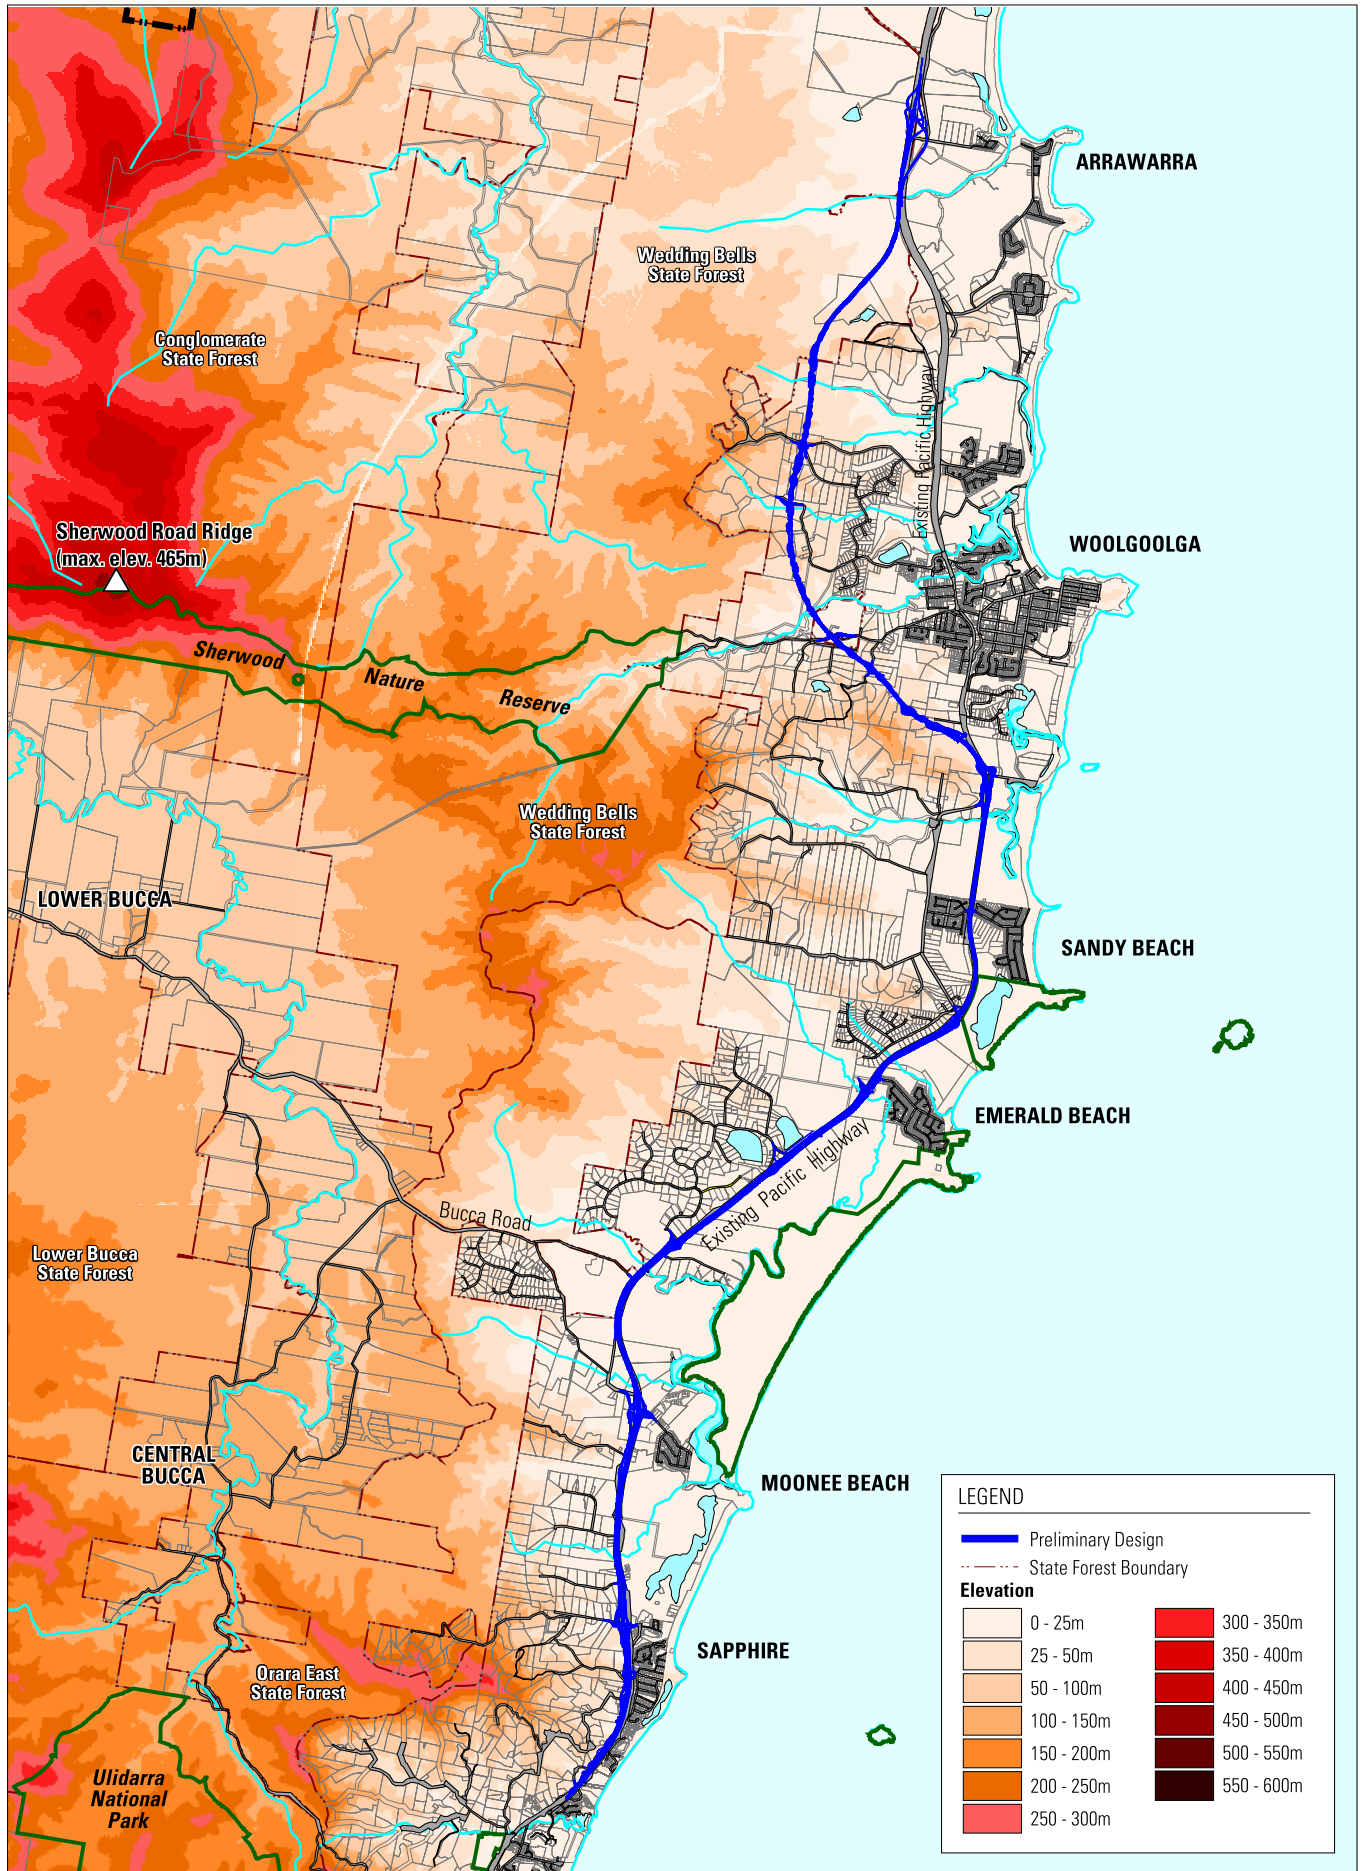 ARRAWARRA
Wedding Bells
State Forest
Conglomerate
State Forest
Existing Pacific Highway
Sherwood Road Ridge
(max. elev. 465m)
WOOLGOOLGA
Sherwood Nature Reserve
Wedding Bells
State Forest
LOWER BUCCA
SANDY BEACH
EMERALD BEACH
Existing Pacific Highway
Bucca Road
Lower Bucca
State Forest
CENTRAL
BUCCA
MOONEE BEACH
SAPPHIRE
Orara East
State Forest
Ulidarra
National
Park
LEGEND
Preliminary Design
State Forest Boundary
Elevation
0 - 25m
25 - 50m
50 - 100m
100 - 150m
150 - 200m
200 - 250m
250 - 300m
300 - 350m
350 - 400m
400 - 450m
450 - 500m
500 - 550m
550 - 600m